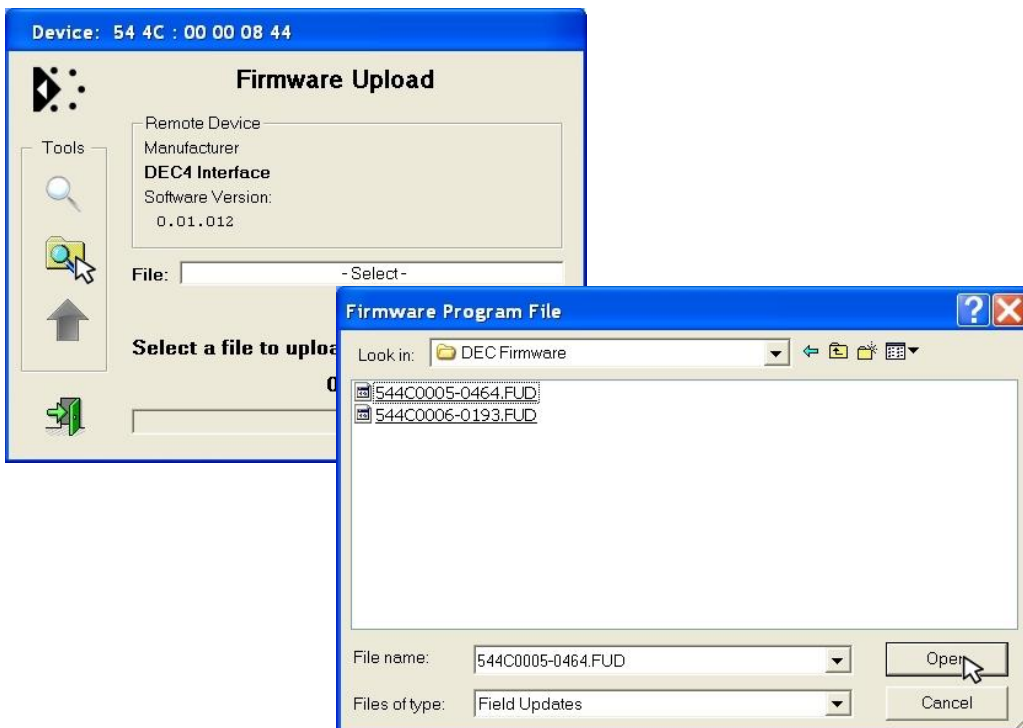 Device: 54 4C : 00 00 08 44
Firmware Upload
Remote Device
Tools
Manufacturer
DEC4 Interface
Software Version:
0.01.012
File:
-Select-
Select a file to
0
Firmware Program File
Look in:
DEC Firmware
544C0005-0464.FUD
544C0006-0193.FUD
File name:
544C0005-0464.FUD
Open
Files of type:
Field Updates
Cancel